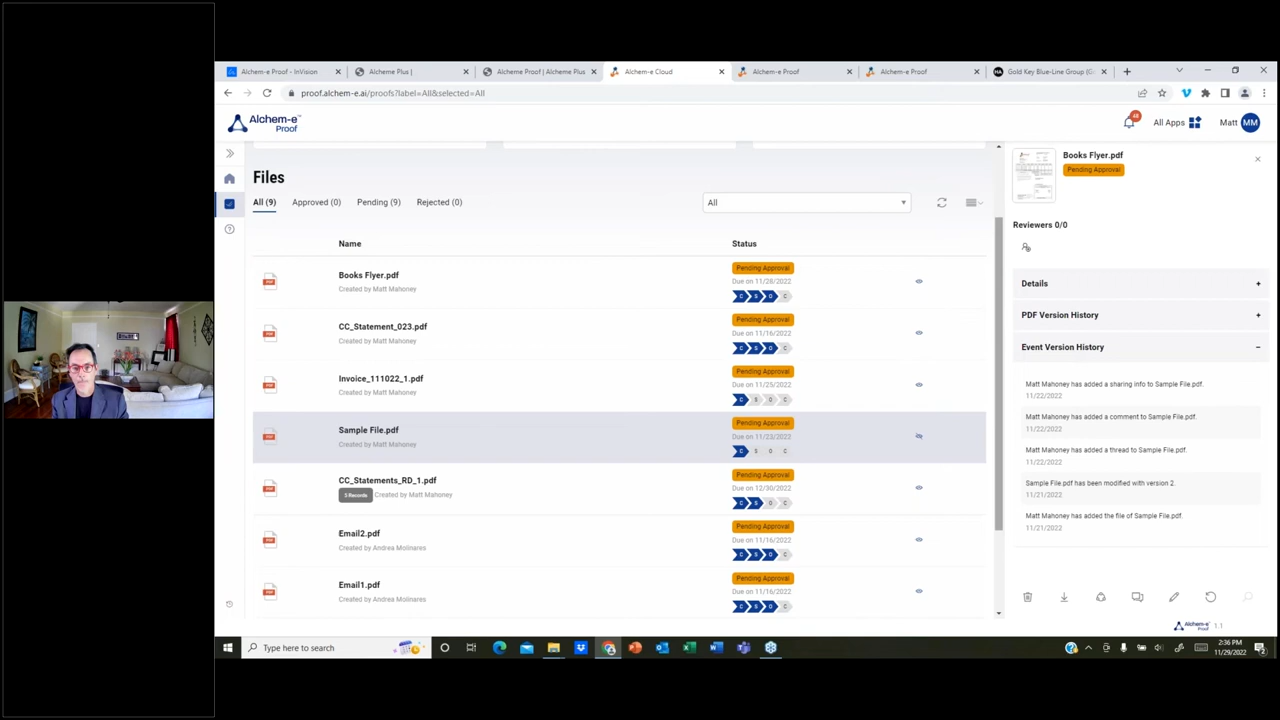 Alchem-e Proof - InVision
Alcheme Plus |
Alcheme Proof | Alcheme Plus
Alchem-e Cloud
Alchem-e Proof
Alchem-e Proof
Gold Key Blue-Line Group (G
proof.alchem-e.ai/proofs?label=All&selected=All
Alchem-e™
Proof
48
All Apps
Matt
MM
Files
All (9)
Approved (0)
Pending (9)
Rejected (0)
All
Name
Status
Books Flyer.pdf
Created by Matt Mahoney
Pending Approval
Due on 11/28/2022
C S O C
CC_Statement_023.pdf
Created by Matt Mahoney
Pending Approval
Due on 11/16/2022
C S O C
Invoice_111022_1.pdf
Created by Matt Mahoney
Pending Approval
Due on 11/25/2022
C S O C
Sample File.pdf
Created by Matt Mahoney
Pending Approval
Due on 11/23/2022
C S O C
CC_Statements_RD_1.pdf
5 Records Created by Matt Mahoney
Pending Approval
Due on 12/30/2022
C S O C
Email2.pdf
Created by Andrea Molinares
Pending Approval
Due on 11/16/2022
C S O C
Email1.pdf
Created by Andrea Molinares
Pending Approval
Due on 11/16/2022
C S O C
Books Flyer.pdf
Pending Approval
Reviewers 0/0
Details
PDF Version History
Event Version History
Matt Mahoney has added a sharing info to Sample File.pdf.
11/22/2022
Matt Mahoney has added a comment to Sample File.pdf.
11/22/2022
Matt Mahoney has added a thread to Sample File.pdf.
11/22/2022
Sample File.pdf has been modified with version 2.
11/21/2022
Matt Mahoney has added the file of Sample File.pdf.
11/21/2022
Alchem-e
Proof
1.1
Type here to search
2:36 PM
11/29/2022
2